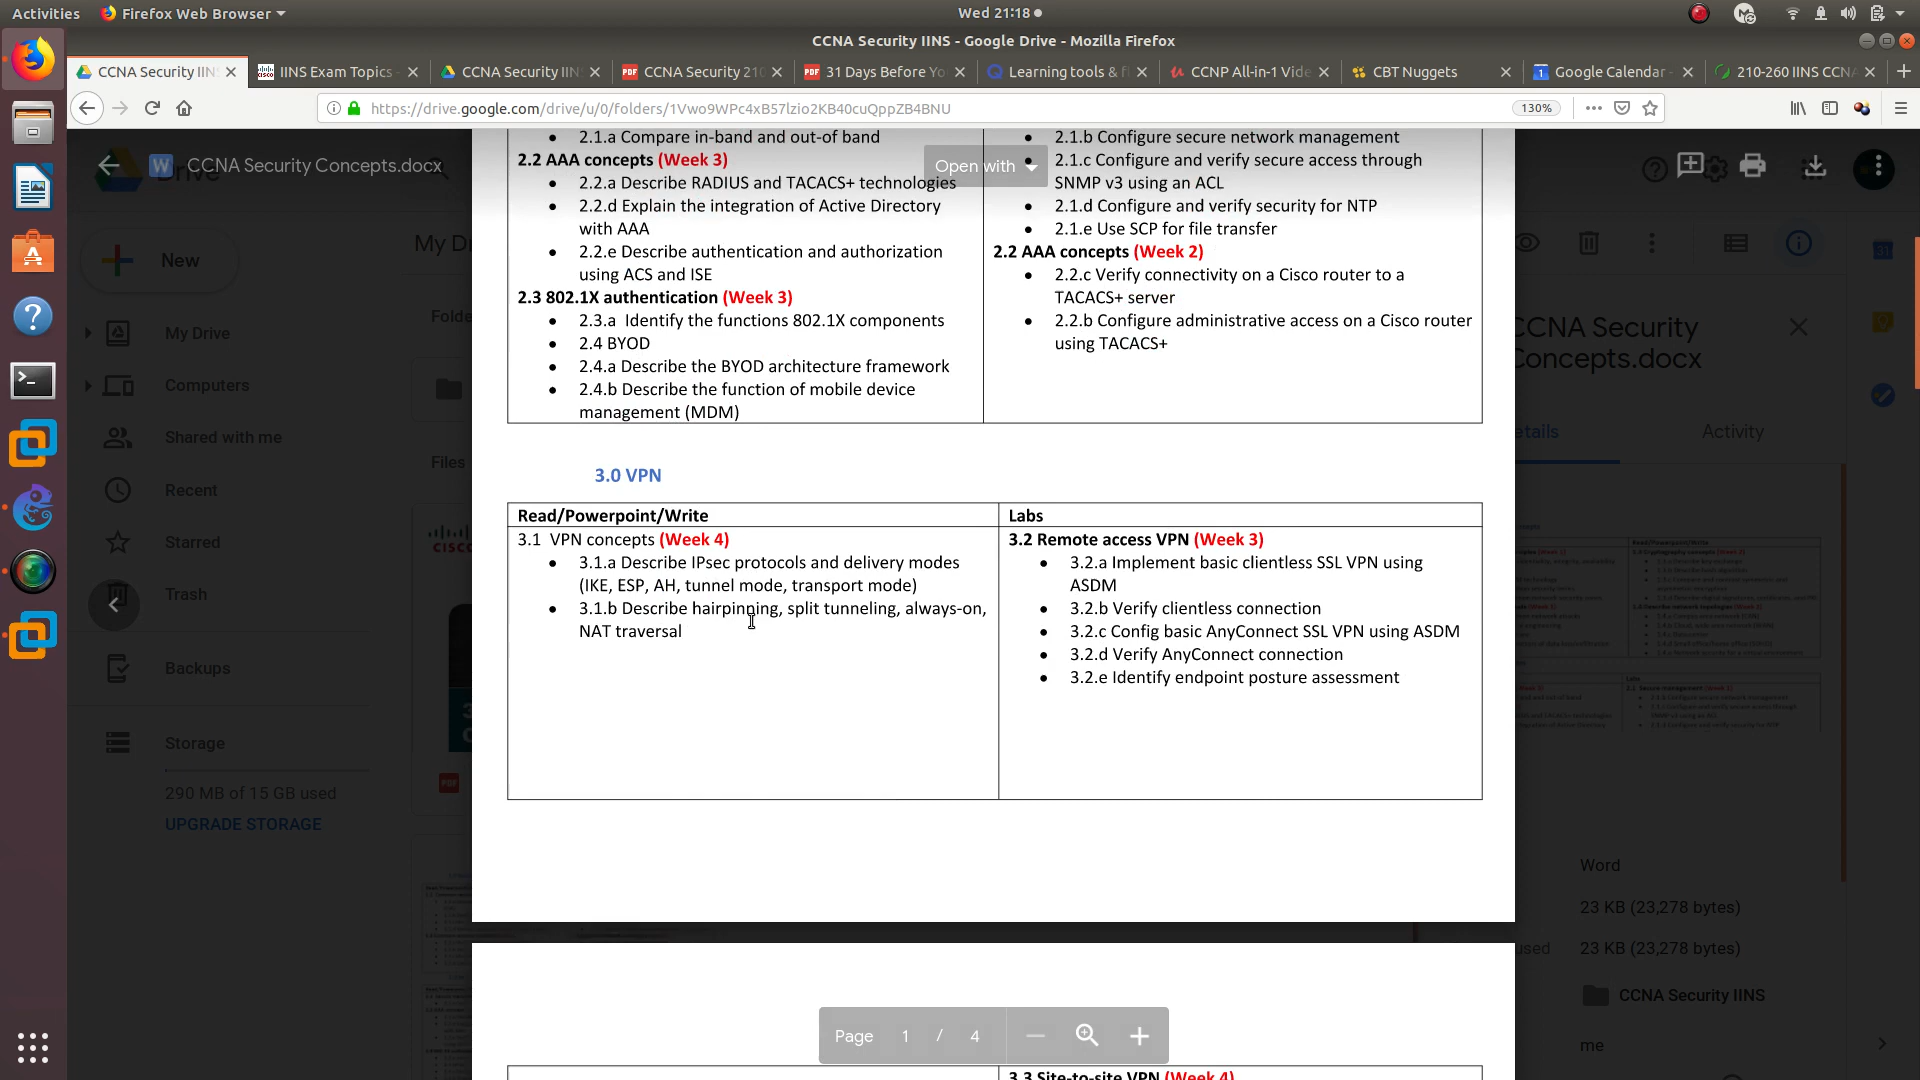 Activities
Firefox Web Browser
Wed 21:18
CCNA Security IINS - Google Drive - Mozilla Firefox
CCNA Security IIN
IINS Exam Topics -
CCNA Security IIN
CCNA Security 210
31 Days Before Yo
Learning tools & f
CCNP All-in-1 Vide
CBT Nuggets
Google Calendar -
210-260 IINS CCNA
https://drive.google.com/drive/u/0/folders/1Vwo9WPc4xB57lzio2KB40cuQppZB4BNU
130%
CCNA Security Concepts.docx
Open with
New
My Dr
My Drive
Computers
Shared with me
Recent
Starred
Trash
Backups
Storage
290 MB of 15 GB used
UPGRADE STORAGE
Folde
Files
2.1.a Compare in-band and out-of band
2.2 AAA concepts (Week 3)
2.2.a Describe RADIUS and TACACS+ technologies
2.2.d Explain the integration of Active Directory
with AAA
2.2.e Describe authentication and authorization
using ACS and ISE
2.3 802.1X authentication (Week 3)
2.3.a Identify the functions 802.1X components
2.4 BYOD
2.4.a Describe the BYOD architecture framework
2.4.b Describe the function of mobile device
management (MDM)
2.1.b Configure secure network management
2.1.c Configure and verify secure access through
SNMP v3 using an ACL
2.1.d Configure and verify security for NTP
2.1.e Use SCP for file transfer
2.2 AAA concepts (Week 2)
2.2.c Verify connectivity on a Cisco router to a
TACACS+ server
2.2.b Configure administrative access on a Cisco router
using TACACS+
3.0 VPN
Read/Powerpoint/Write
3.1 VPN concepts (Week 4)
3.1.a Describe IPsec protocols and delivery modes
(IKE, ESP, AH, tunnel mode, transport mode)
3.1.b Describe hairpinning, split tunneling, always-on,
NAT traversal
Labs
3.2 Remote access VPN (Week 3)
3.2.a Implement basic clientless SSL VPN using
ASDM
3.2.b Verify clientless connection
3.2.c Config basic AnyConnect SSL VPN using ASDM
3.2.d Verify AnyConnect connection
3.2.e Identify endpoint posture assessment
3.3 Site-to-site VPN (Week 4)
Page 1 / 4
CCNA Security
Concepts.docx
etails
Activity
Word
23 KB (23,278 bytes)
used
23 KB (23,278 bytes)
CCNA Security IINS
me